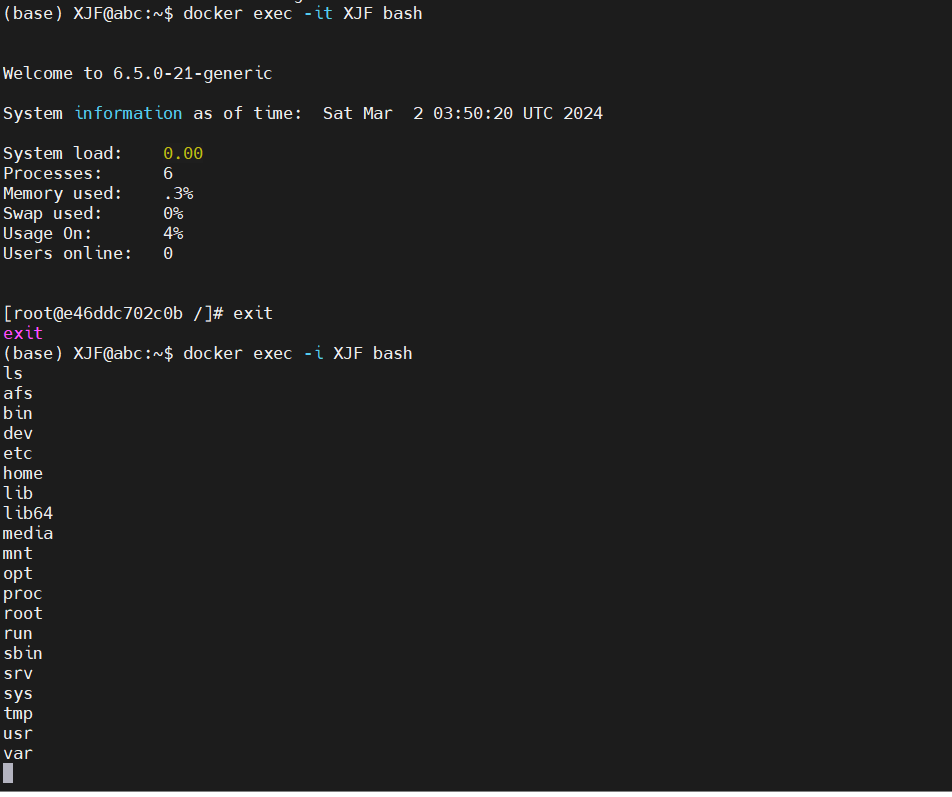 (base) XJF@abc:~$ docker exec -it XJF bash
Welcome to 6.5.0-21-generic
System information as of time:  Sat Mar  2 03:50:20 UTC 2024
System load:    0.00
Processes:      6
Memory used:    .3%
Swap used:      0%
Usage On:       4%
Users online:   0
[root@e46ddc702c0b /]# exit
exit
(base) XJF@abc:~$ docker exec -i XJF bash
ls
afs
bin
dev
etc
home
lib
lib64
media
mnt
opt
proc
root
run
sbin
srv
sys
tmp
usr
var